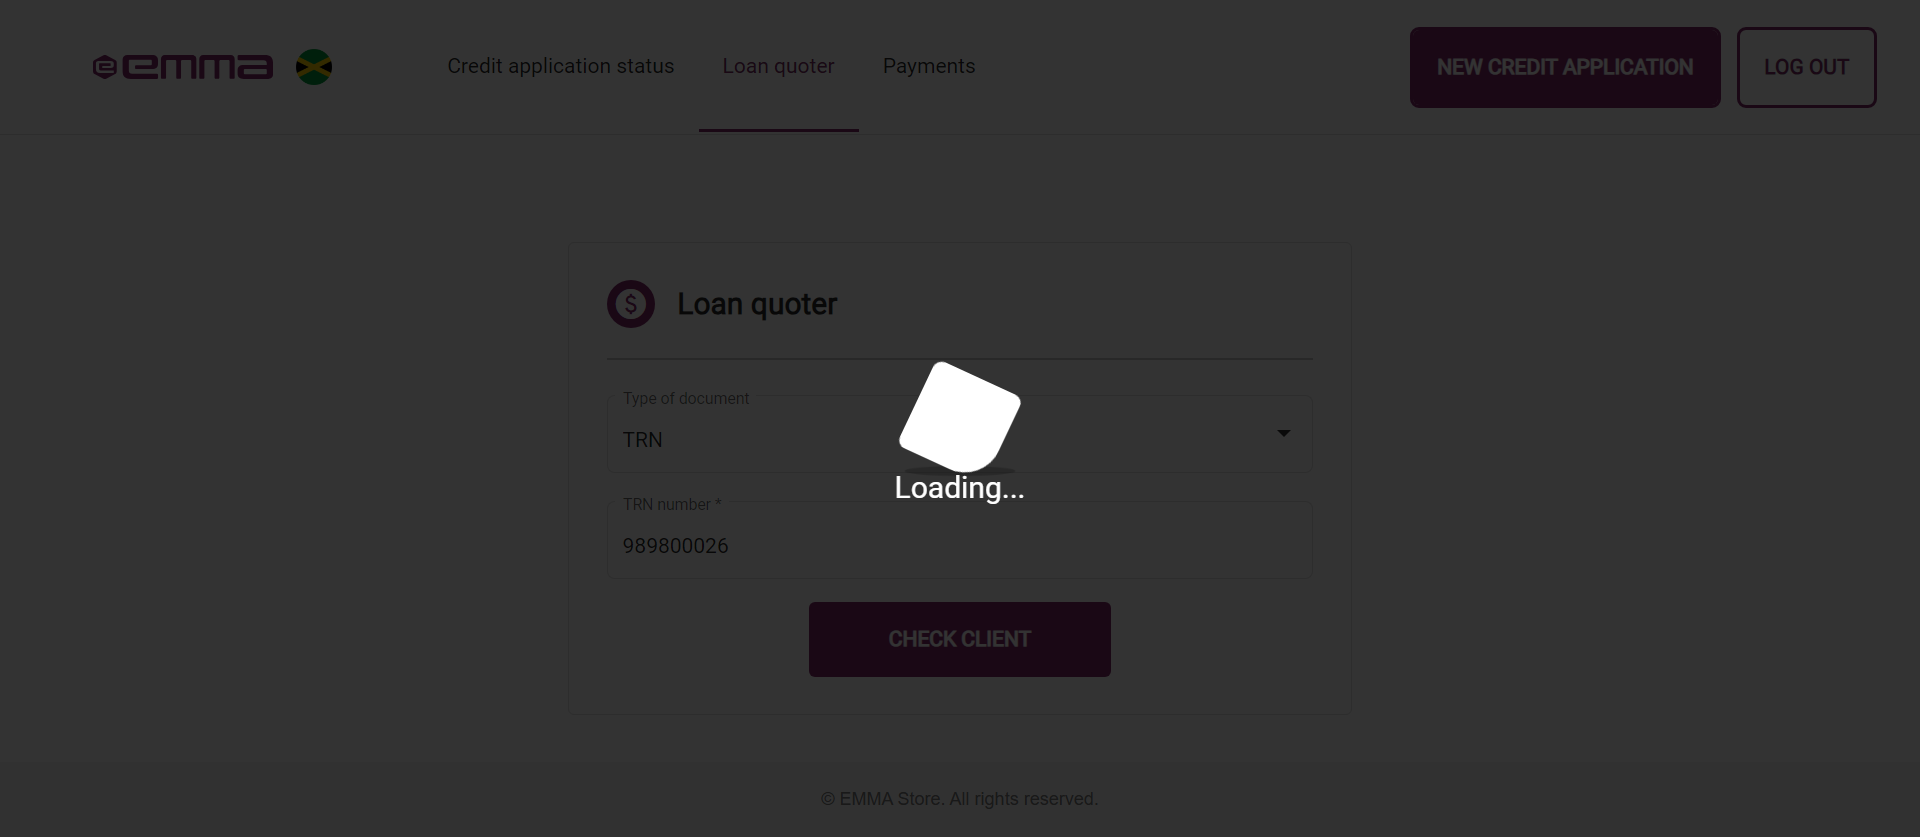 emma
Credit application status
Loan quoter
Payments
NEW CREDIT APPLICATION
LOG OUT
$ Loan quoter
Type of document
TRN
Loading...
TRN number *
989800026
CHECK CLIENT
© EMMA Store. All rights reserved.